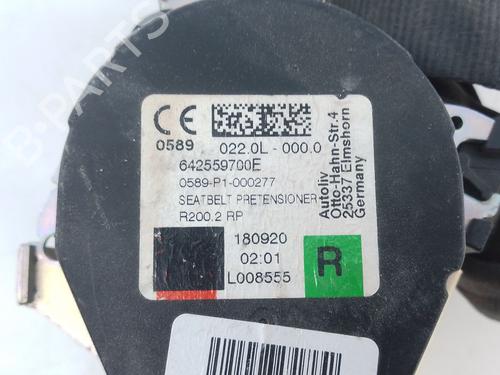 B-PARTS
CE
0589
022.0L - 000.0
642559700E
0589-P1-000277
SEATBELT PRETENSIONER
R200.2 RP
180920
02:01
L008555
R
Autoliv
Otto-Hahn-Str.4
25337 Elmshorn
Germany